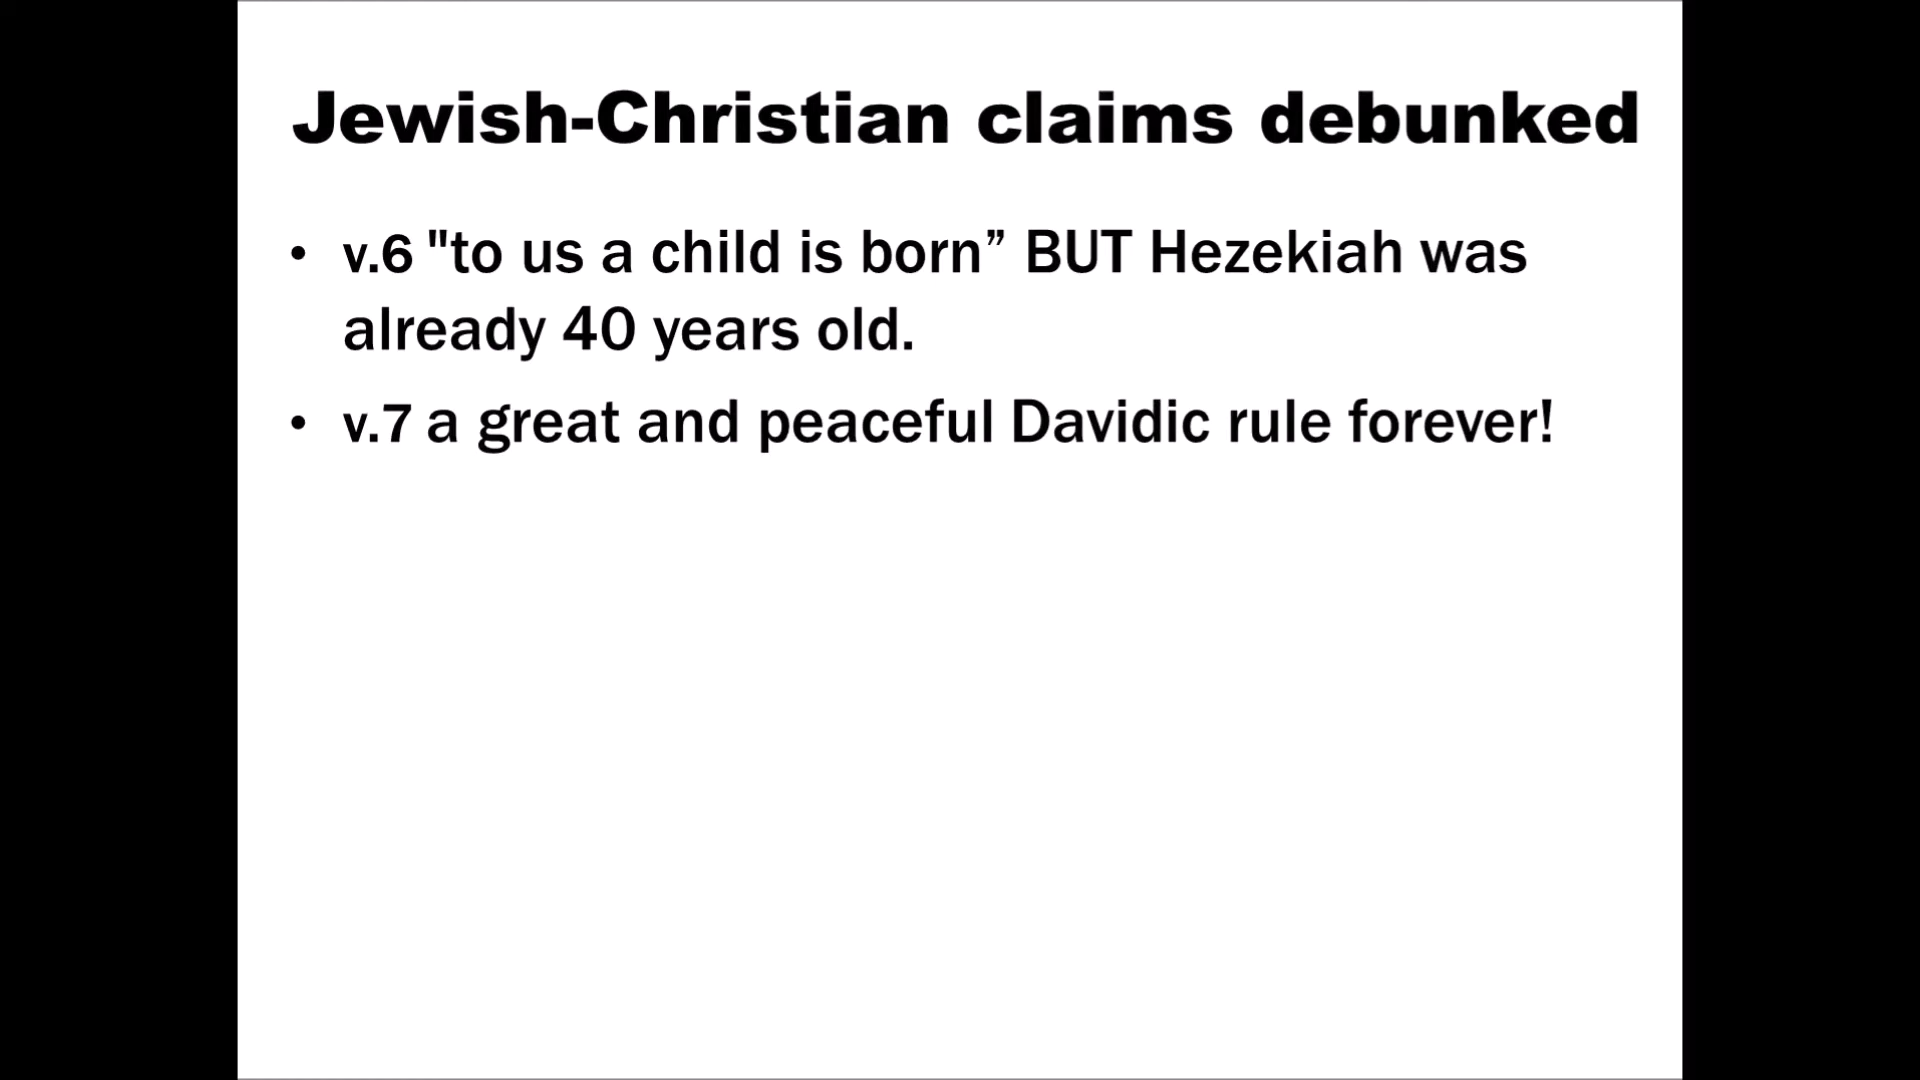 Jewish-Christian claims debunked
• v.6 "to us a child is born” BUT Hezekiah was
already 40 years old.
• v.7 a great and peaceful Davidic rule forever!